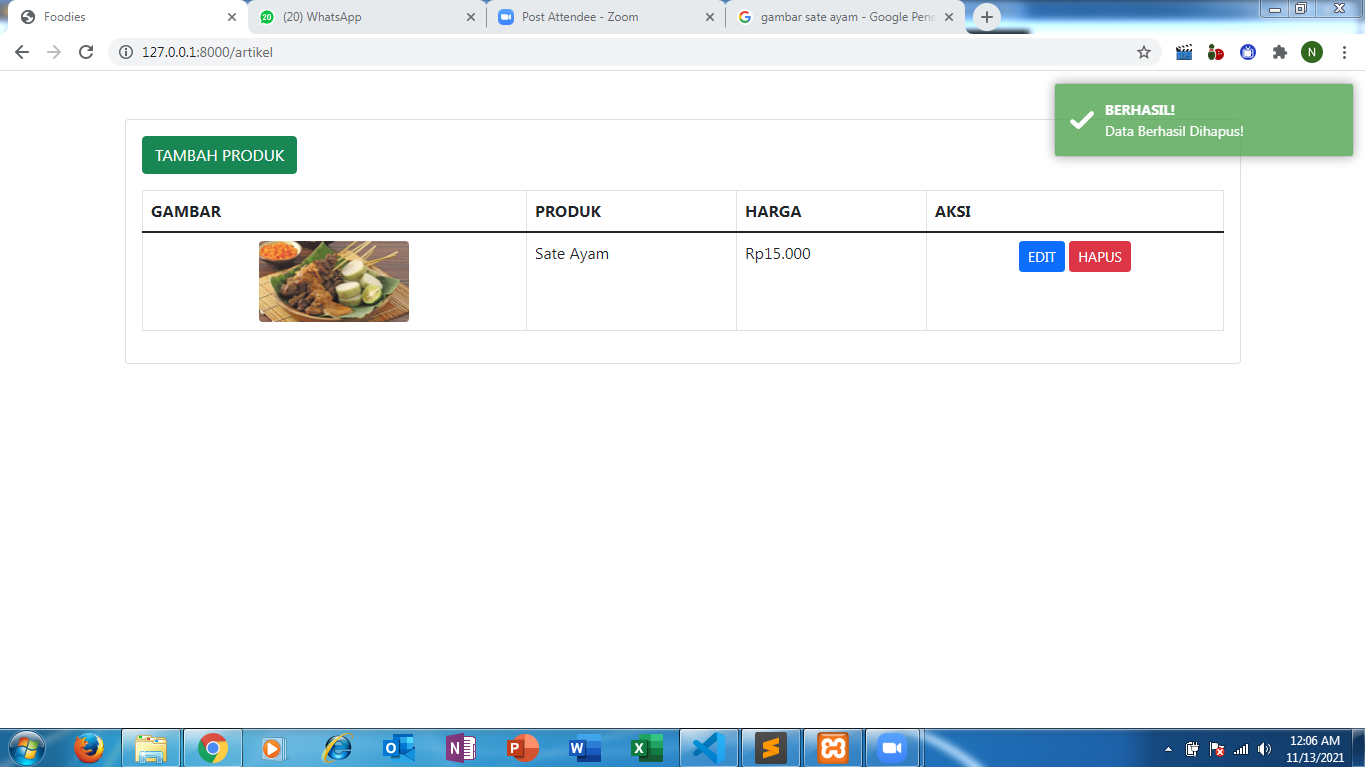 Foodies
(20) WhatsApp
Post Attendee - Zoom
gambar sate ayam - Google Pene
127.0.0.1:8000/artikel
N
BERHASIL!
Data Berhasil Dihapus!
TAMBAH PRODUK
GAMBAR PRODUK HARGA AKSI
Sate Ayam Rp15.000 EDIT HAPUS
12:06 AM
11/13/2021